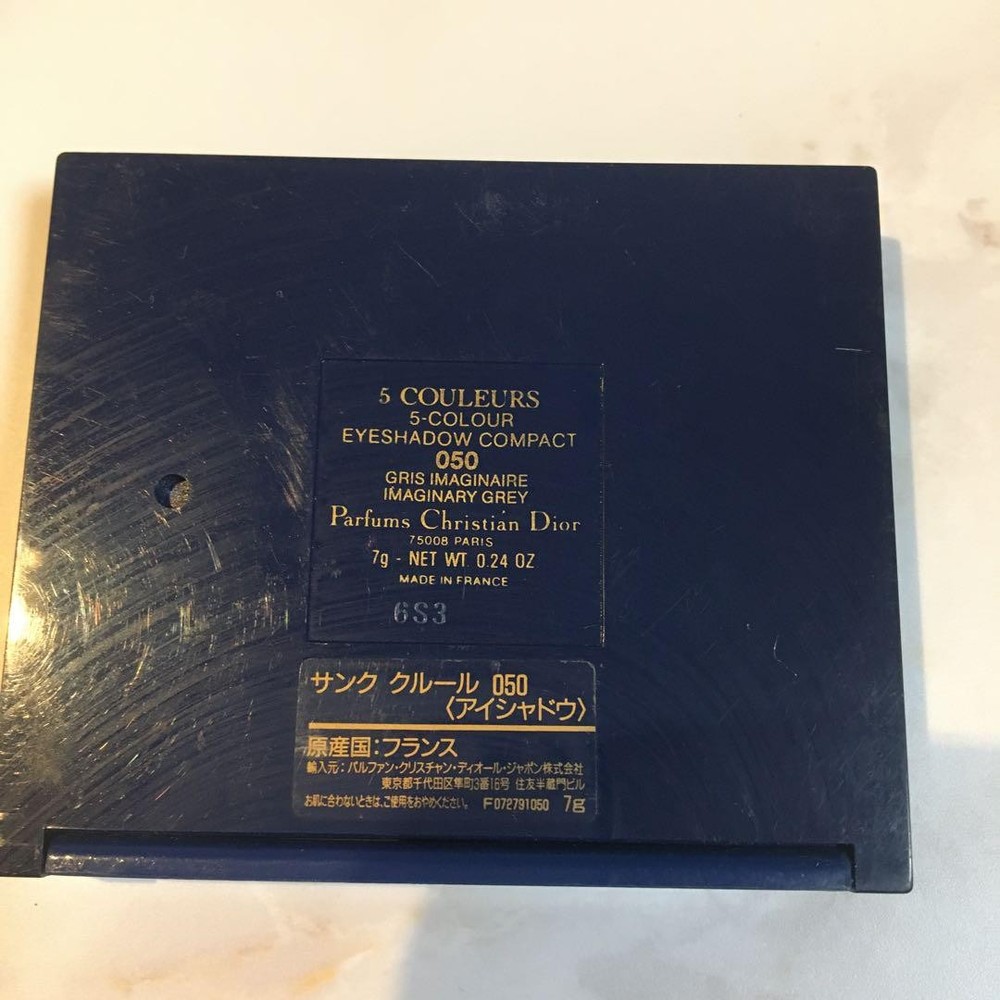 5 COULEURS
5-COLOUR
EYESHADOW COMPACT
050
GRIS IMAGINAIRE
IMAGINARY GREY
Parfums Christian Dior
75008 PARIS
7g - NET WT. 0.24 OZ
MADE IN FRANCE
6S3
サンク クルール 050
〈アイシャドウ〉
原産国:フランス
輸入元:パルファン・クリスチャン・ディオール・ジャポン株式会社
東京都千代田区隼町3番16号 住友半蔵門ビル
お肌に合わないときは、ご使用をおやめください。 F072791050 7g